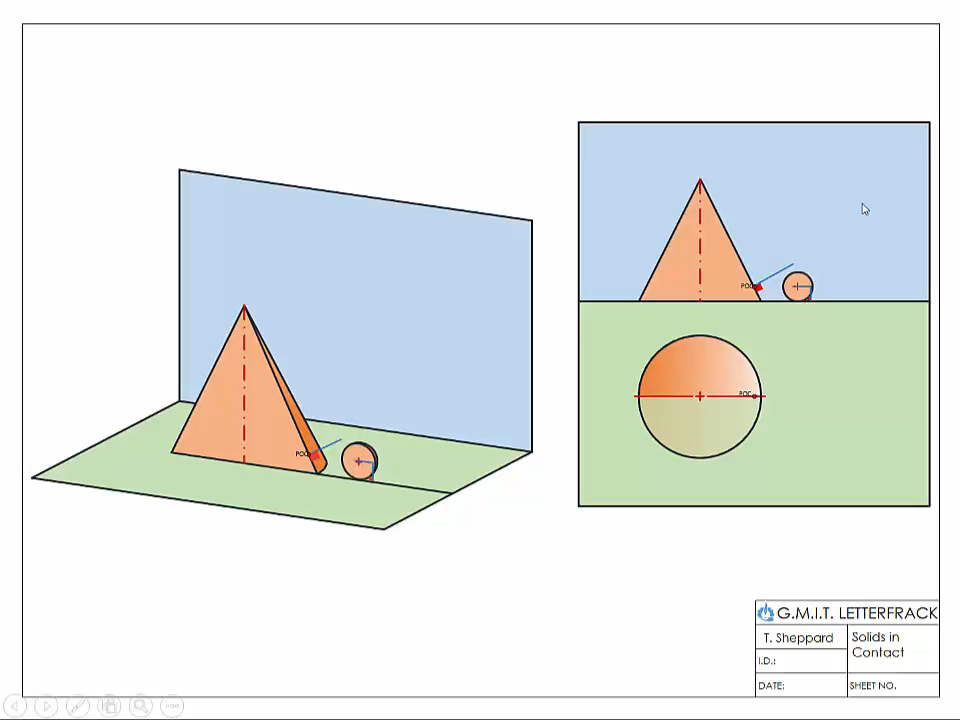 POC
POC
POC
G.M.I.T. LETTERFRACK
T. Sheppard
Solids in
Contact
I.D.:
DATE:
SHEET NO.